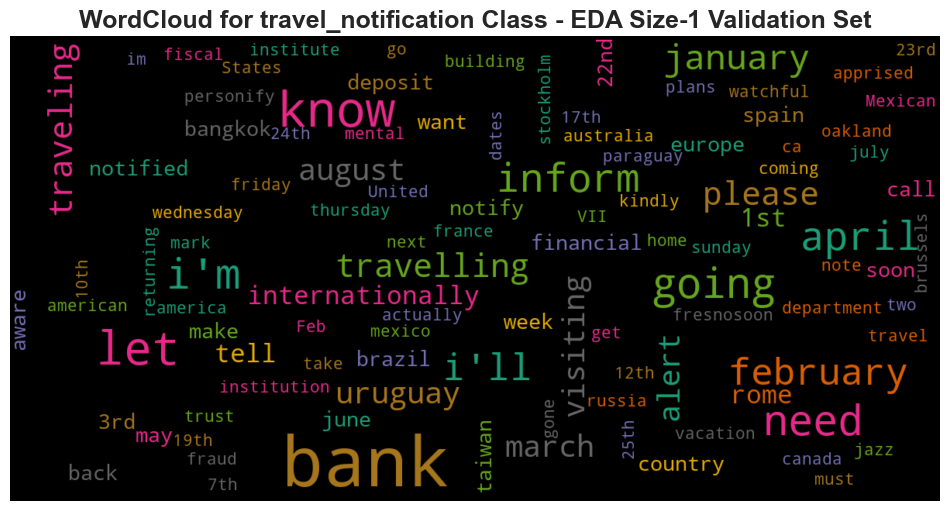 WordCloud for travel_notification Class - EDA Size-1 Validation Set
im
fiscal
institute
go
building
january
23rd
traveling
States
deposit
stockholm
22nd
plans
watchful
apprised
personify
know
want
dates
17th
spain
Mexican
bangkok
24th
mental
australia
europe
oakland
notified
august
inform
paraguay
ca
july
friday
United
kindly
please
coming
call
wednesday
thursday
notify
VII
1st
april
returning
mark
next
france
financial
home
sunday
brussels
10th
i'm
travelling
going
note
soon
aware
american
america
internationally
actually
visiting
fresnosoon
department
two
make
Feb
mexico
week
get
travel
let
tell
take
brazil
i'll
alert
february
institution
uruguay
12th
russia
rome
3rd
trust
june
gone
need
may
19th
march
25th
vacation
back
fraud
bank
taiwan
country
canada
jazz
7th
must